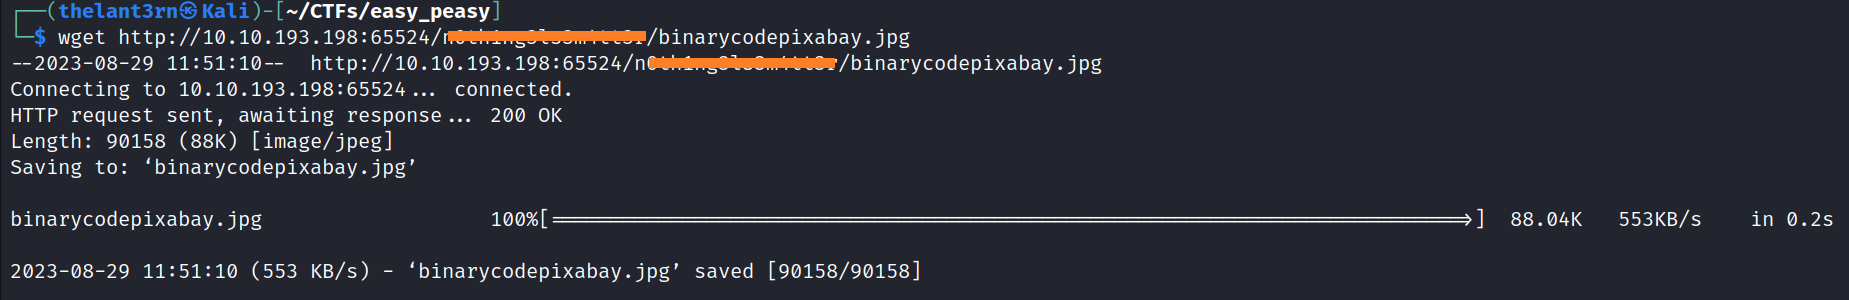 ┌──(thelant3rn㉿Kali)-[~/CTFs/easy_peasy]
└─$ wget http://10.10.193.198:65524/ /binarycodepixabay.jpg
--2023-08-29 11:51:10--  http://10.10.193.198:65524/ /binarycodepixabay.jpg
Connecting to 10.10.193.198:65524... connected.
HTTP request sent, awaiting response... 200 OK
Length: 90158 (88K) [image/jpeg]
Saving to: ‘binarycodepixabay.jpg’
binarycodepixabay.jpg 100%[===================>] 88.04K 553KB/s in 0.2s
2023-08-29 11:51:10 (553 KB/s) - ‘binarycodepixabay.jpg’ saved [90158/90158]